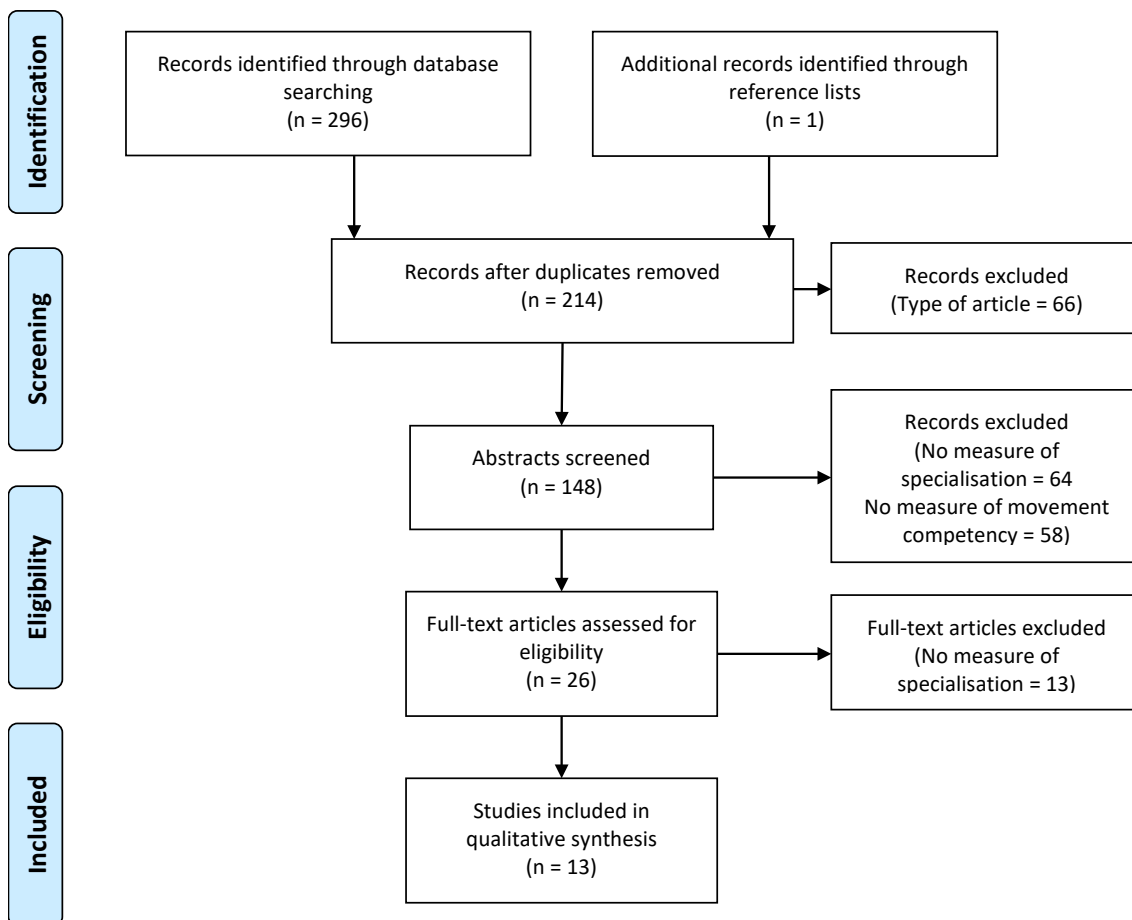 Identification
Records identified through database
searching
(n = 296)
Additional records identified through
reference lists
(n = 1)
Screening
Records after duplicates removed
(n = 214)
Records excluded
(Type of article = 66)
Abstracts screened
(n = 148)
Records excluded
(No measure of
specialisation = 64
No measure of movement
competency = 58)
Eligibility
Full-text articles assessed for
eligibility
(n = 26)
Full-text articles excluded
(No measure of
specialisation = 13)
Included
Studies included in
qualitative synthesis
(n = 13)